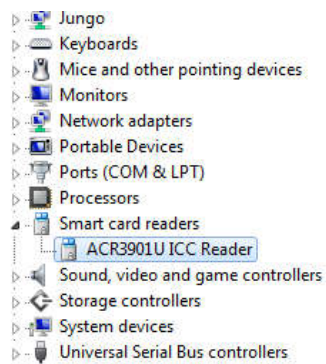 Jungo
Keyboards
Mice and other pointing devices
Monitors
Network adapters
Portable Devices
Ports (COM & LPT)
Processors
Smart card readers
ACR3901U ICC Reader
Sound, video and game controllers
Storage controllers
System devices
Universal Serial Bus controllers